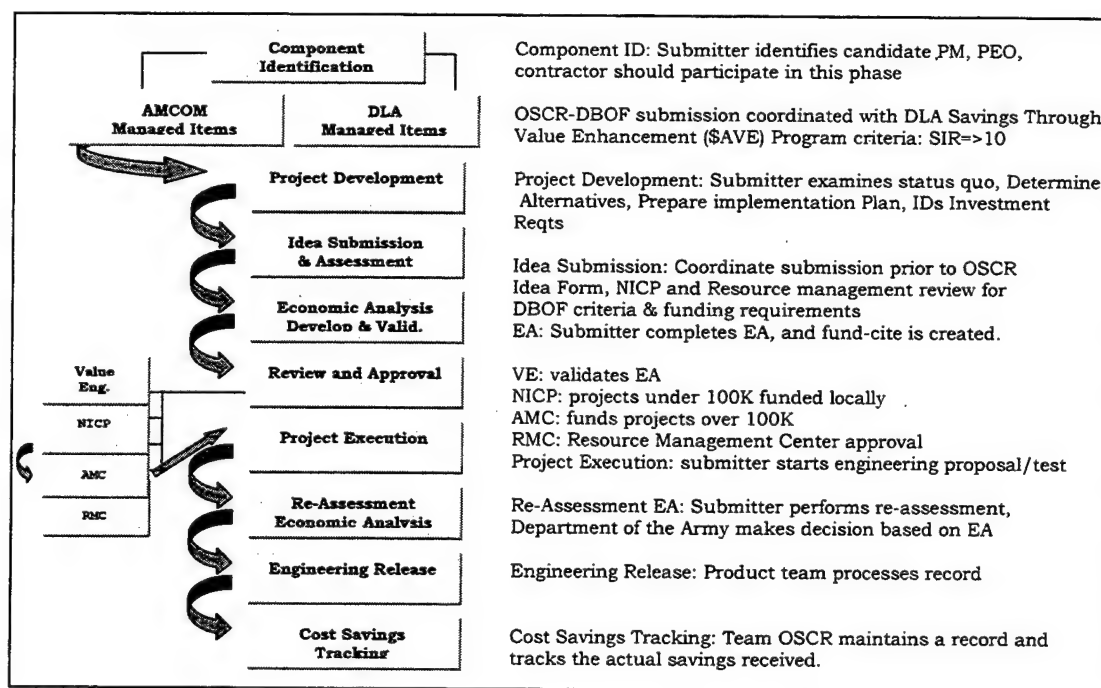 Component
Identification
Component ID: Submitter identifies candidate PM, PEO,
contractor should participate in this phase
AMCOM
Managed Items
DLA
Managed Items
OSCR-DBOF submission coordinated with DLA Savings Through
Value Enhancement ($AVE) Program criteria: SIR=>10
Project Development
Project Development: Submitter examines status quo, Determine
Alternatives, Prepare implementation Plan, IDs Investment
Reqts
Idea Submission
& Assessment
Idea Submission: Coordinate submission prior to OSCR
Idea Form, NICP and Resource management review for
DBOF criteria & funding requirements
Economic Analysis
Develop & Valid.
EA: Submitter completes EA, and fund-cite is created.
Value
Eng.
NICP
AMC
RMC
Review and Approval
VE: validates EA
NICP: projects under 100K funded locally
AMC: funds projects over 100K
RMC: Resource Management Center approval
Project Execution
Project Execution: submitter starts engineering proposal/test
Re-Assessment
Economic Analysis
Re-Assessment EA: Submitter performs re-assessment,
Department of the Army makes decision based on EA
Engineering Release
Engineering Release: Product team processes record
Cost Savings
Tracking
Cost Savings Tracking: Team OSCR maintains a record and
tracks the actual savings received.